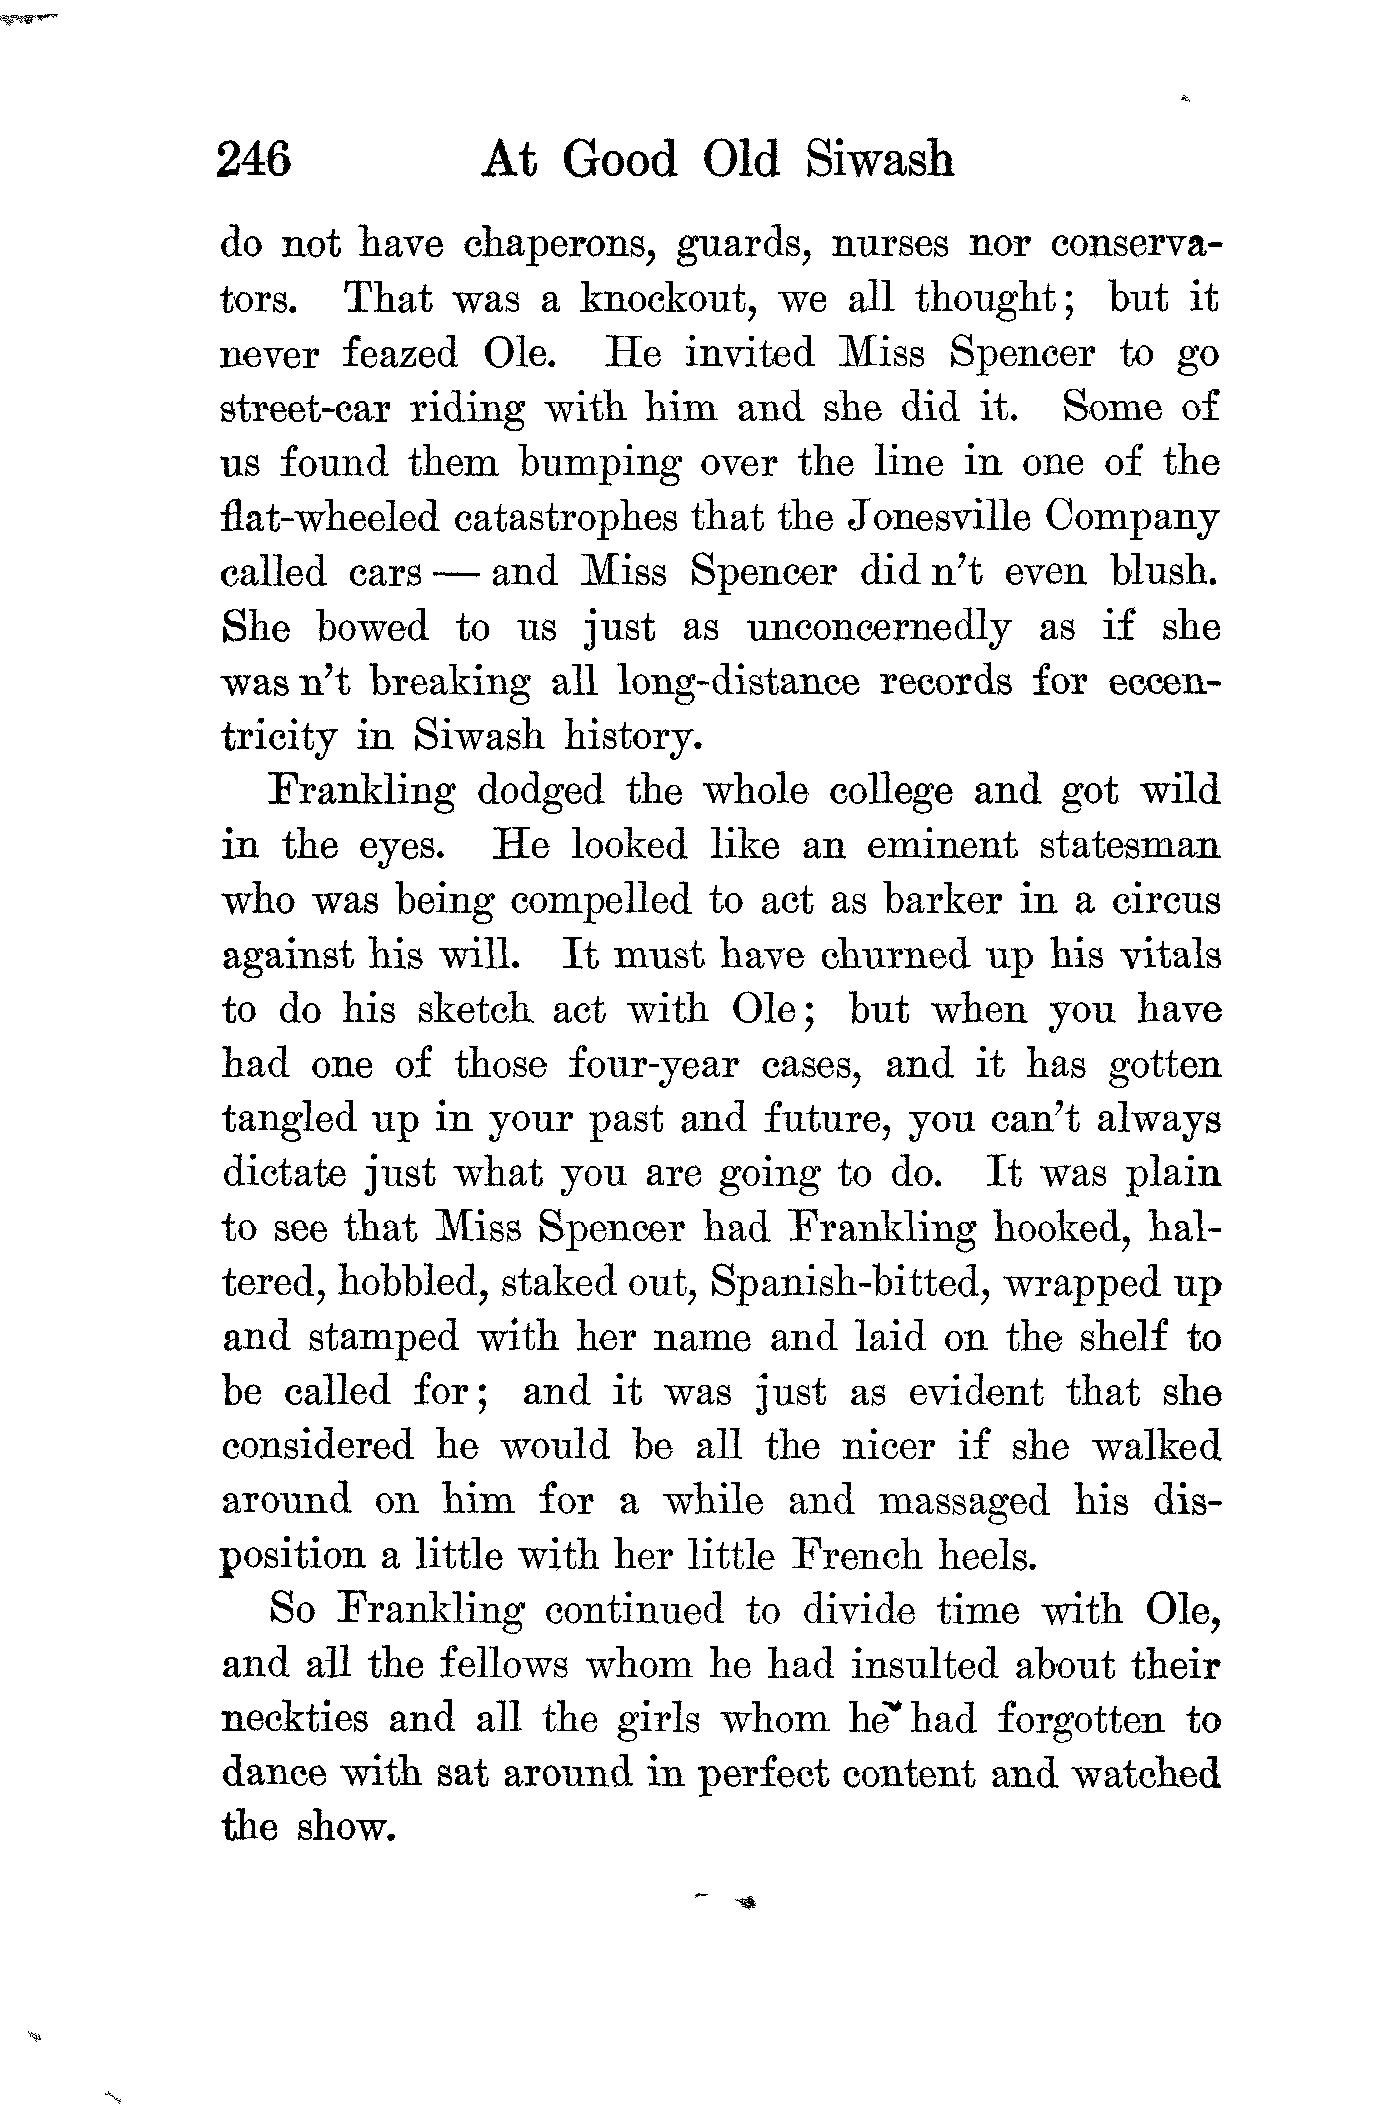 246 At Good Old Siwash
do not have chaperons, guards, nurses nor conserva-
tors. That was a knockout, we all thought; but it
never feazed Ole. He invited Miss Spencer to go
street-car riding with him and she did it. Some of
us found them bumping over the line in one of the
flat-wheeled catastrophes that the Jonesville Company
called cars — and Miss Spencer did n't even blush.
She bowed to us just as unconcernedly as if she
was n't breaking all long-distance records for eccen-
tricity in Siwash history.
Frankling dodged the whole college and got wild
in the eyes. He looked like an eminent statesman
who was being compelled to act as barker in a circus
against his will. It must have churned up his vitals
to do his sketch act with Ole; but when you have
had one of those four-year cases, and it has gotten
tangled up in your past and future, you can't always
dictate just what you are going to do. It was plain
to see that Miss Spencer had Frankling hooked, hal-
tered, hobbled, staked out, Spanish-bitted, wrapped up
and stamped with her name and laid on the shelf to
be called for; and it was just as evident that she
considered he would be all the nicer if she walked
around on him for a while and massaged his dis-
position a little with her little French heels.
So Frankling continued to divide time with Ole,
and all the fellows whom he had insulted about their
neckties and all the girls whom he had forgotten to
dance with sat around in perfect content and watched
the show.